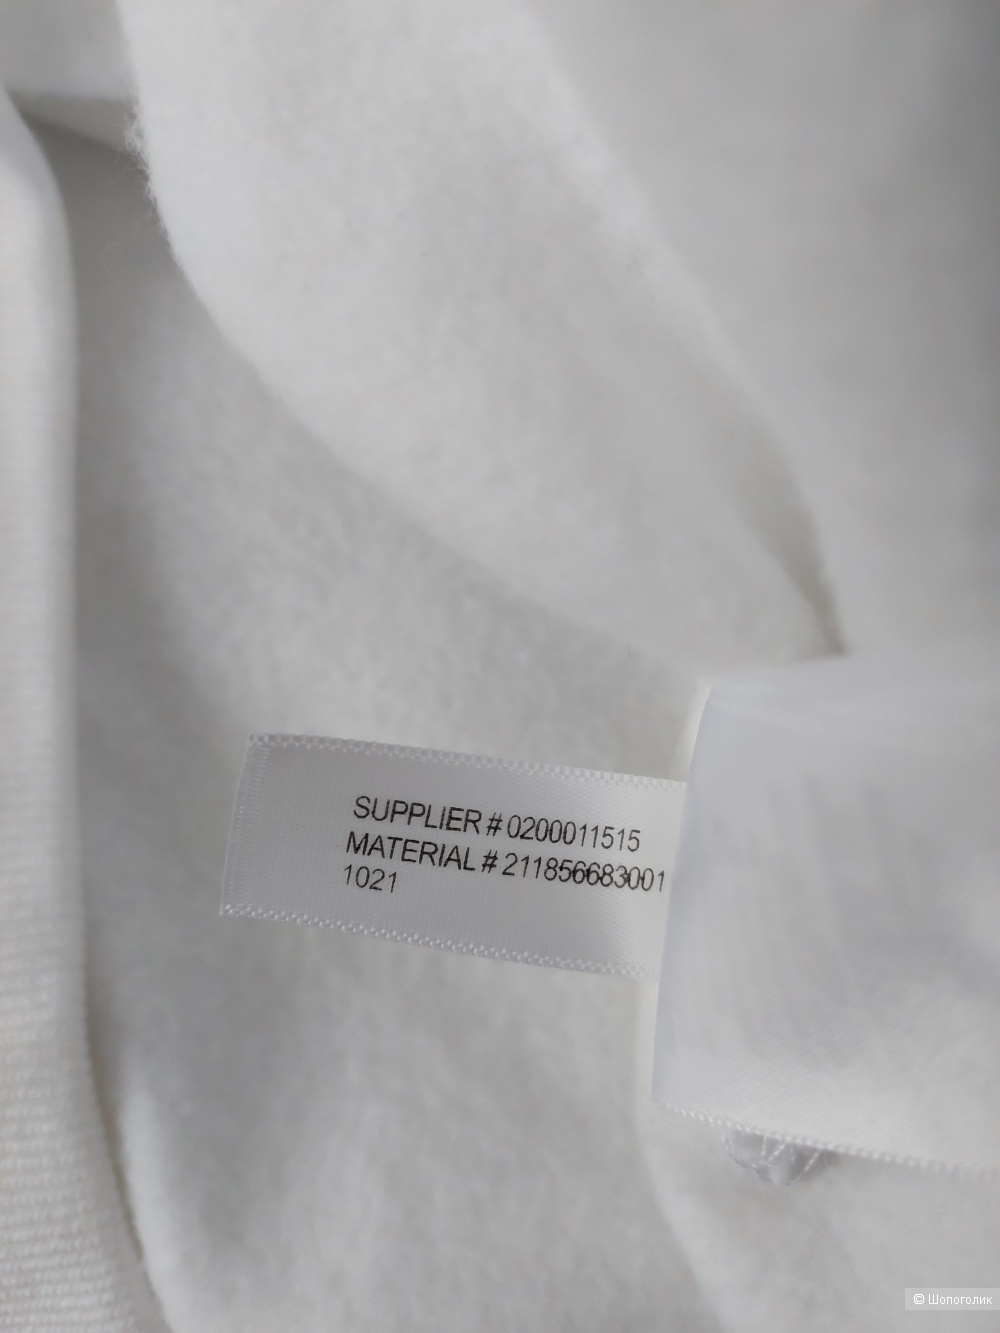 SUPPLIER # 0200011515
MATERIAL # 211856683001
1021
© Шопоголик